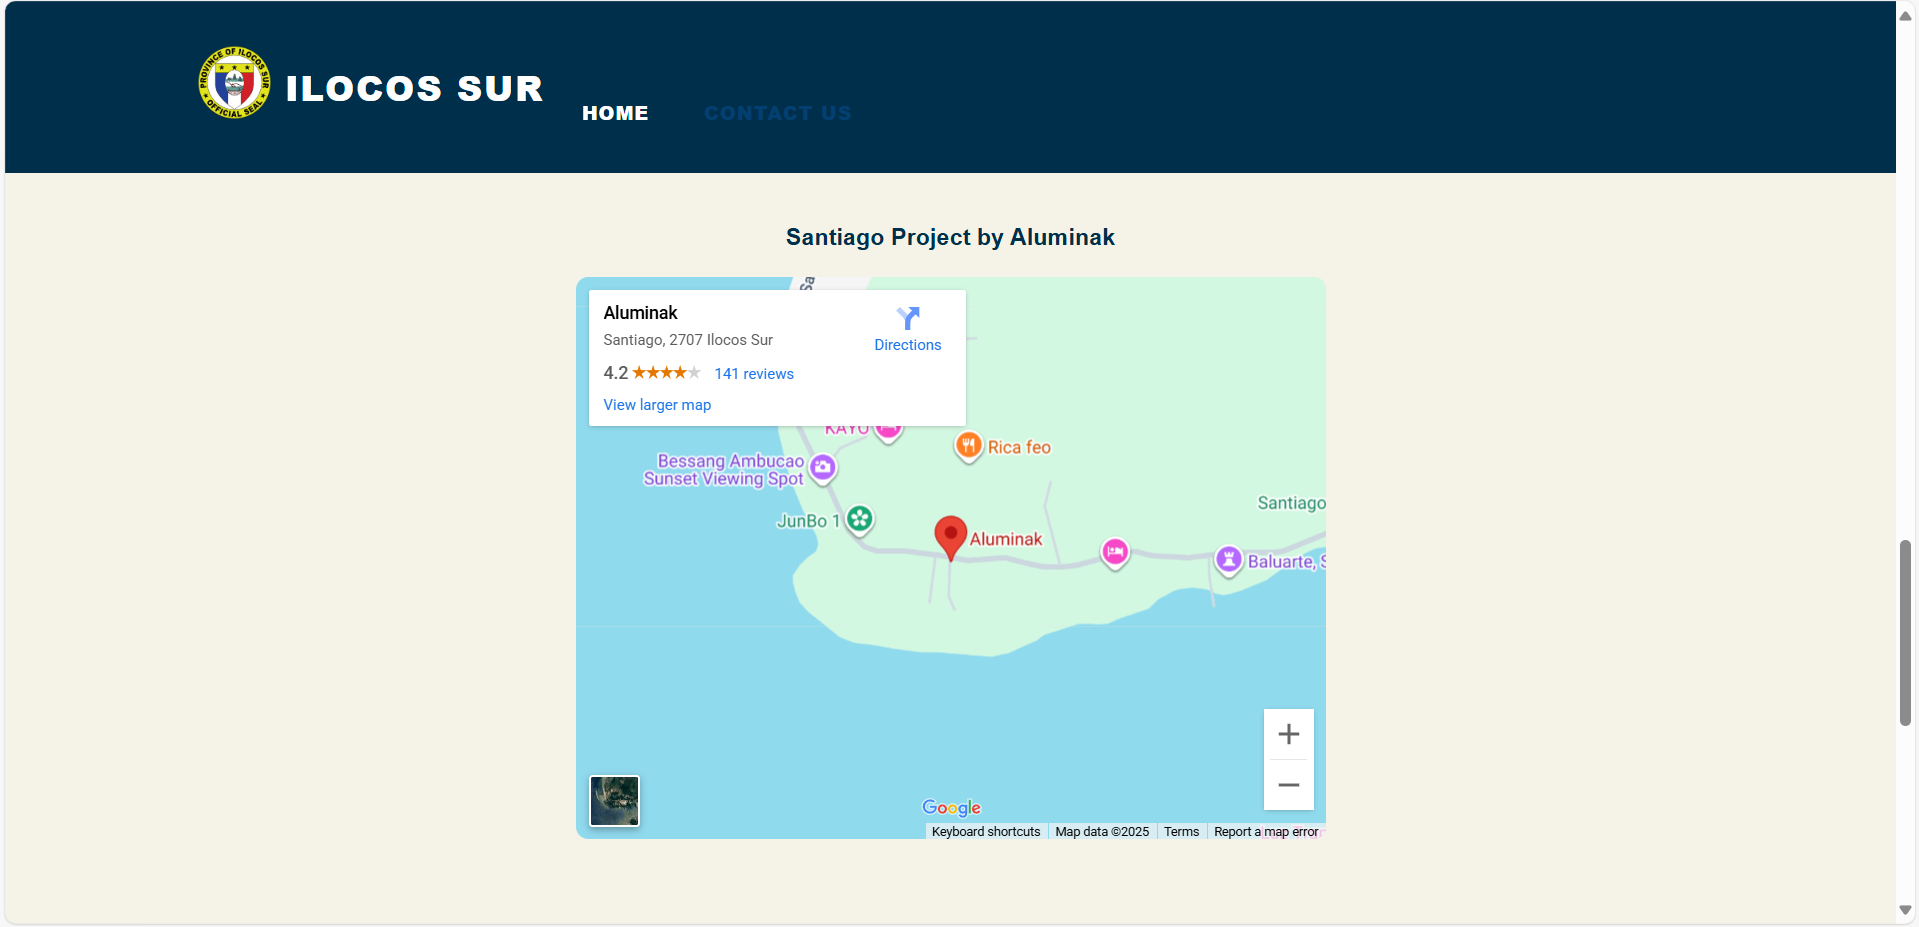 PROVINCE OF ILOCOS SUR
OFFICIAL SEAL
ILOCOS SUR
HOME
CONTACT US
Santiago Project by Aluminak
Sa
Aluminak
Santiago, 2707 Ilocos Sur
Directions
4.2
141 reviews
View larger map
KAYO
Rica feo
Bessang Ambucao
Sunset Viewing Spot
Santiago
JunBo 1
Aluminak
Baluarte, S
Google
Keyboard shortcuts
Map data ©2025
Terms
Report a map error